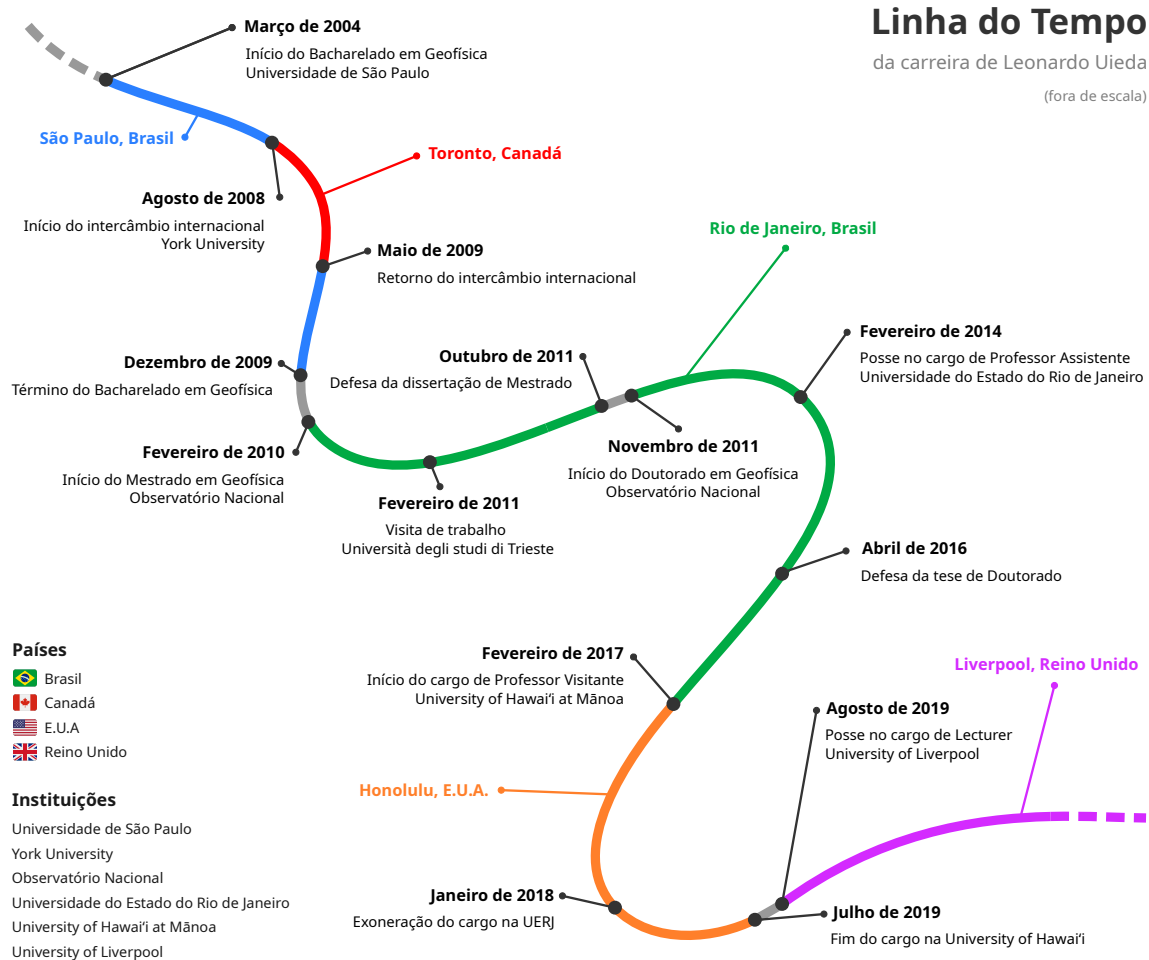 Linha do Tempo
da carreira de Leonardo Uieda
(fora de escala)
Março de 2004
Início do Bacharelado em Geofísica
Universidade de São Paulo
São Paulo, Brasil
Toronto, Canadá
Agosto de 2008
Início do intercâmbio internacional
York University
Maio de 2009
Retorno do intercâmbio internacional
Rio de Janeiro, Brasil
Dezembro de 2009
Término do Bacharelado em Geofísica
Outubro de 2011
Defesa da dissertação de Mestrado
Fevereiro de 2014
Posse no cargo de Professor Assistente
Universidade do Estado do Rio de Janeiro
Fevereiro de 2010
Início do Mestrado em Geofísica
Observatório Nacional
Novembro de 2011
Início do Doutorado em Geofísica
Observatório Nacional
Fevereiro de 2011
Visita de trabalho
Università degli studi di Trieste
Abril de 2016
Defesa da tese de Doutorado
Fevereiro de 2017
Início do cargo de Professor Visitante
University of Hawaiʻi at Mānoa
Liverpool, Reino Unido
Agosto de 2019
Posse no cargo de Lecturer
University of Liverpool
Honolulu, E.U.A.
Janeiro de 2018
Exoneração do cargo na UERJ
Julho de 2019
Fim do cargo na University of Hawaiʻi
Países
Brasil
Canadá
E.U.A
Reino Unido
Instituições
Universidade de São Paulo
York University
Observatório Nacional
Universidade do Estado do Rio de Janeiro
University of Hawaiʻi at Mānoa
University of Liverpool